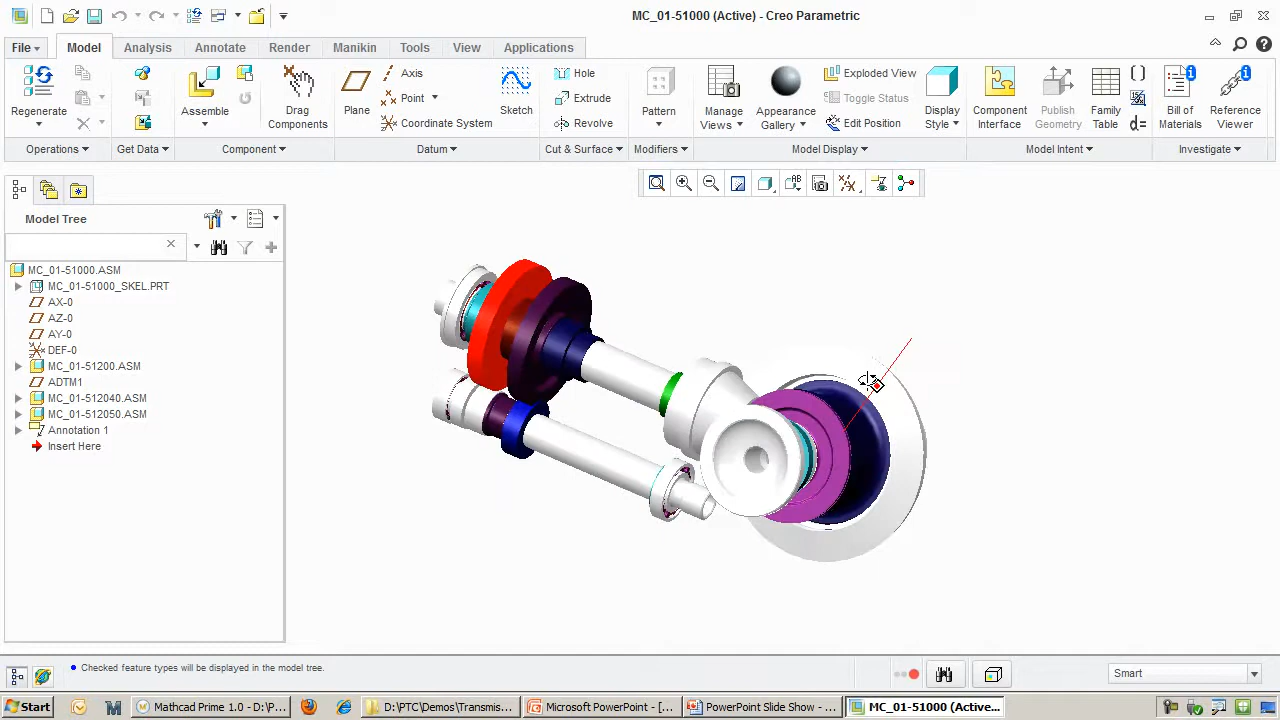 MC_01-51000 (Active) - Creo Parametric
File Model Analysis Annotate Render Manikin Tools View Applications
Regenerate
Assemble
Drag Components
Plane
Axis
Point
Coordinate System
Sketch
Hole
Extrude
Revolve
Pattern
Manage Views
Appearance Gallery
Exploded View
Toggle Status
Edit Position
Display Style
Component Interface
Publish Geometry
Family Table
d=
Bill of Materials
Reference Viewer
Operations Get Data Component Datum Cut & Surface Modifiers Model Display Model Intent Investigate
Model Tree
MC_01-51000.ASM
MC_01-51000_SKEL.PRT
AX-0
AZ-0
AY-0
DEF-0
MC_01-51200.ASM
ADTM1
MC_01-512040.ASM
MC_01-512050.ASM
Annotation 1
Insert Here
Checked feature types will be displayed in the model tree.
Smart
Start
Mathcad Prime 1.0 - D:\P...
D:\PTC\Demos\Transmis...
Microsoft PowerPoint - [...
PowerPoint Slide Show - ...
MC_01-51000 (Active...